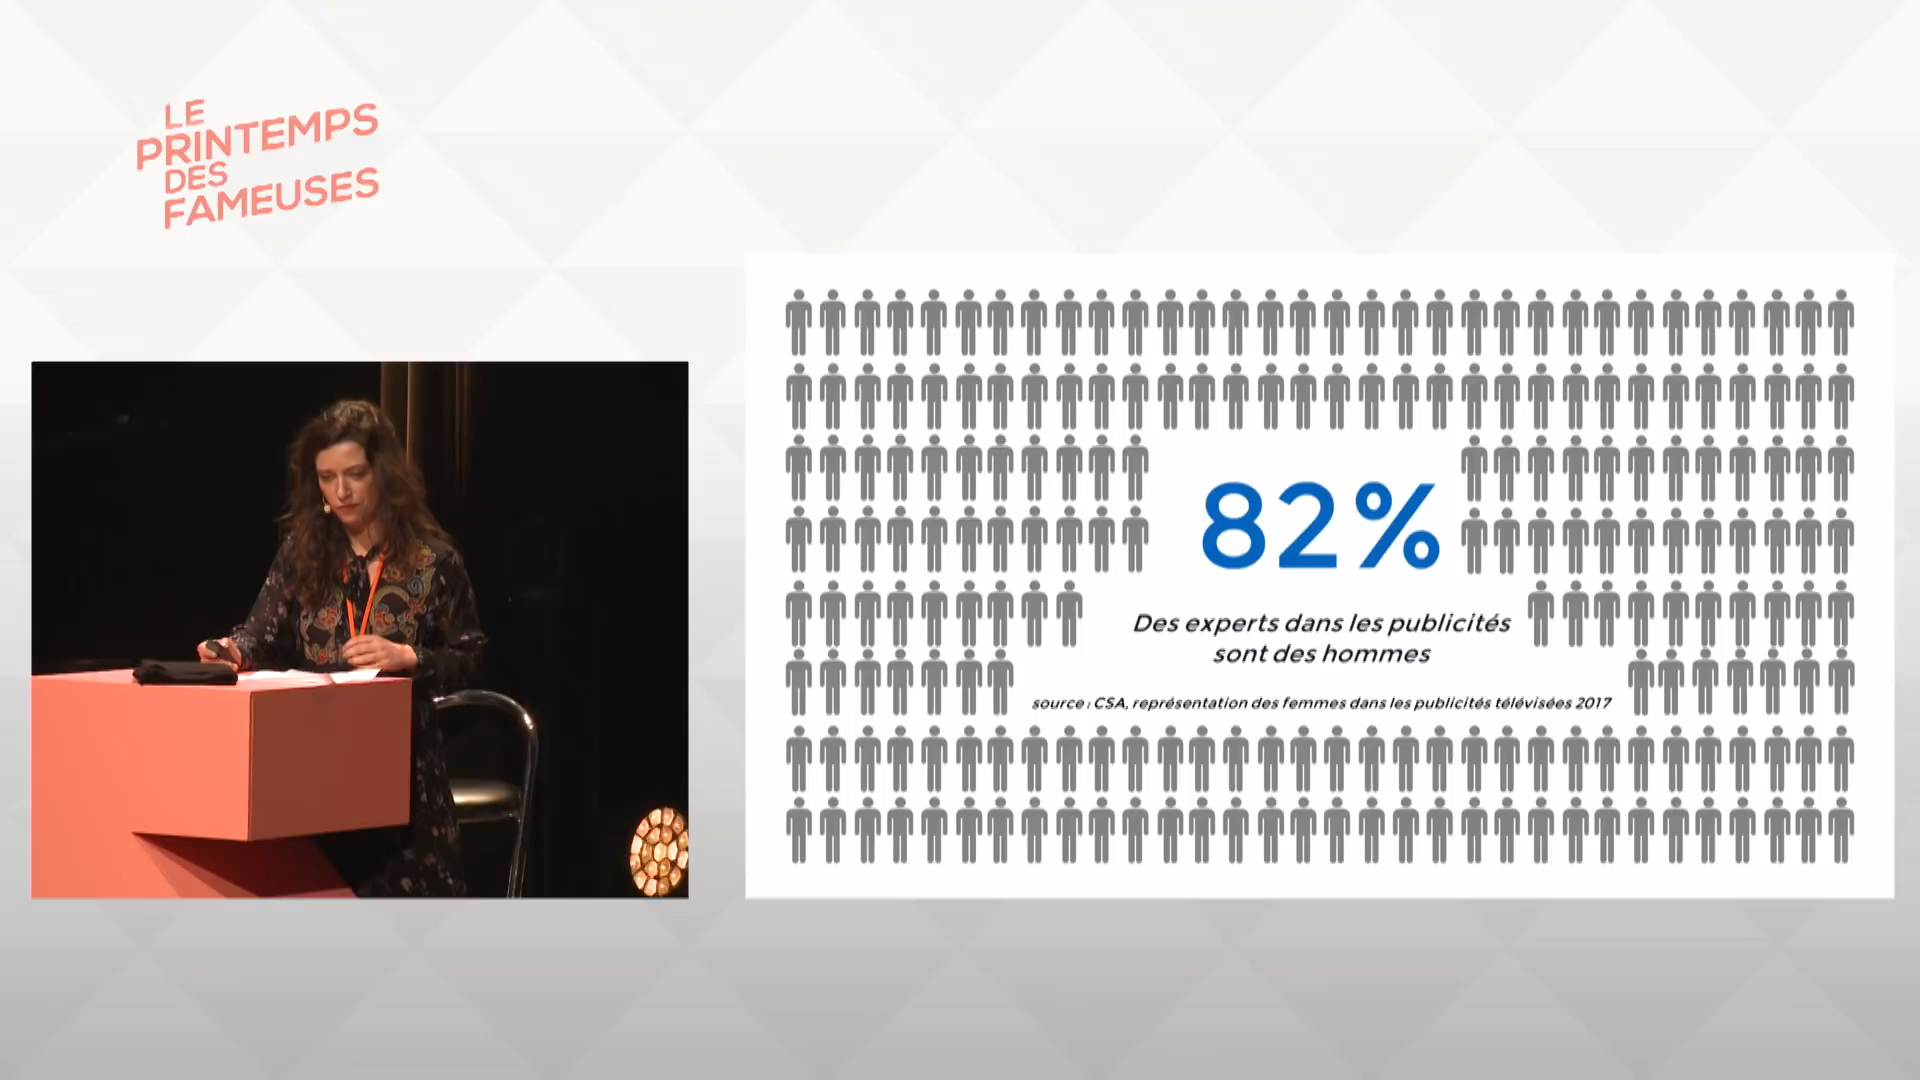 LE
PRINTEMPS
DES
FAMEUSES
82%
Des experts dans les publicités
sont des hommes
source : CSA, représentation des femmes dans les publicités télévisées 2017